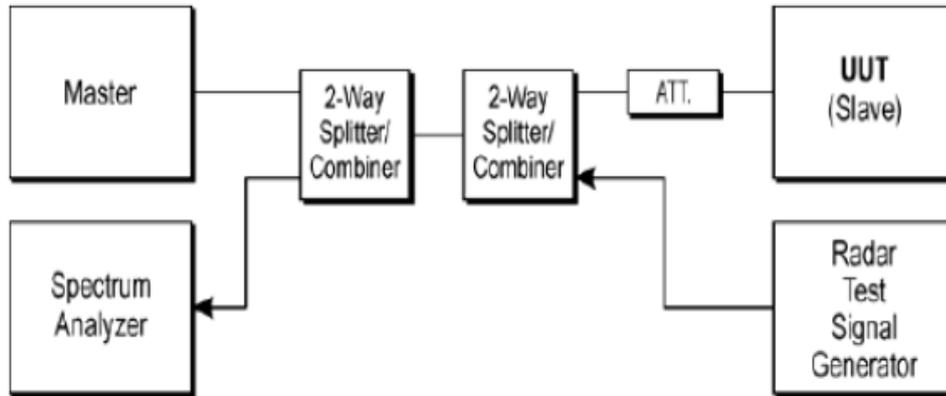 Master
2-Way
Splitter/
Combiner
2-Way
Splitter/
Combiner
ATT.
UUT
(Slave)
Spectrum
Analyzer
Radar
Test
Signal
Generator